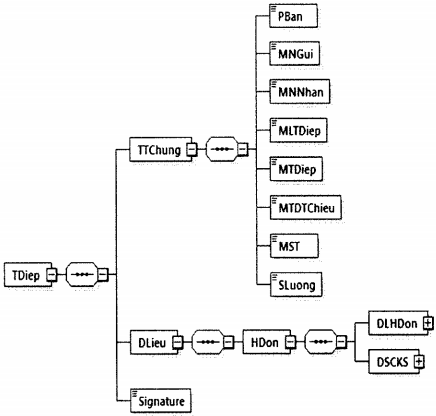 PBan
MNGui
MNNhan
MLTDiep
TTChung
MTDiep
MTDTChieu
MST
TDiep
SLuong
DLHDon
DLieu
HDon
DSCKS
Signature